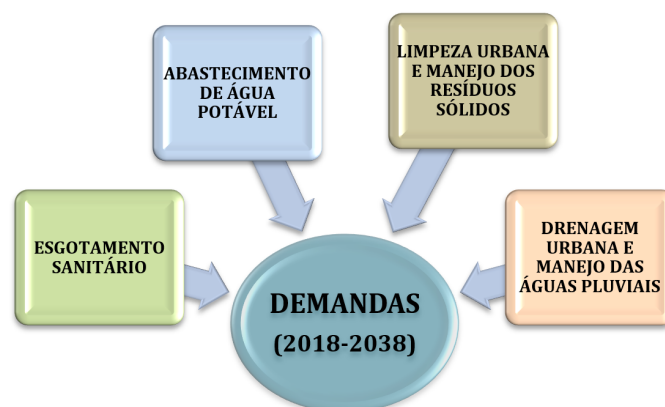 ABASTECIMENTO
DE ÁGUA
POTÁVEL
LIMPEZA URBANA
E MANEJO DOS
RESÍDUOS
SÓLIDOS
ESGOTAMENTO
SANITÁRIO
DRENAGEM
URBANA E
MANEJO DAS
ÁGUAS PLUVIAIS
DEMANDAS
(2018-2038)